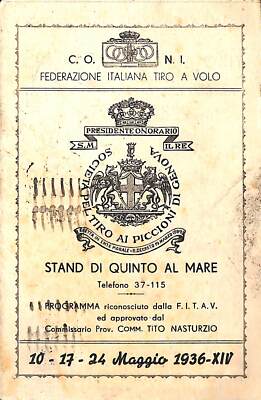 C. O. N. I.
FEDERAZIONE ITALIANA TIRO A VOLO
PRESIDENTE ONORARIO
S.M. IL RE
SOCIETÀ DEL TIRO AI PICCIONI DI GENOVA
STAND DI QUINTO AL MARE
Telefono 37-115
PROGRAMMA riconosciuto dalla F. I. T. A. V.
ed approvato dal
Commissario Prov. COMM. TITO NASTURZIO
10 - 17 - 24 Maggio 1936-XIV